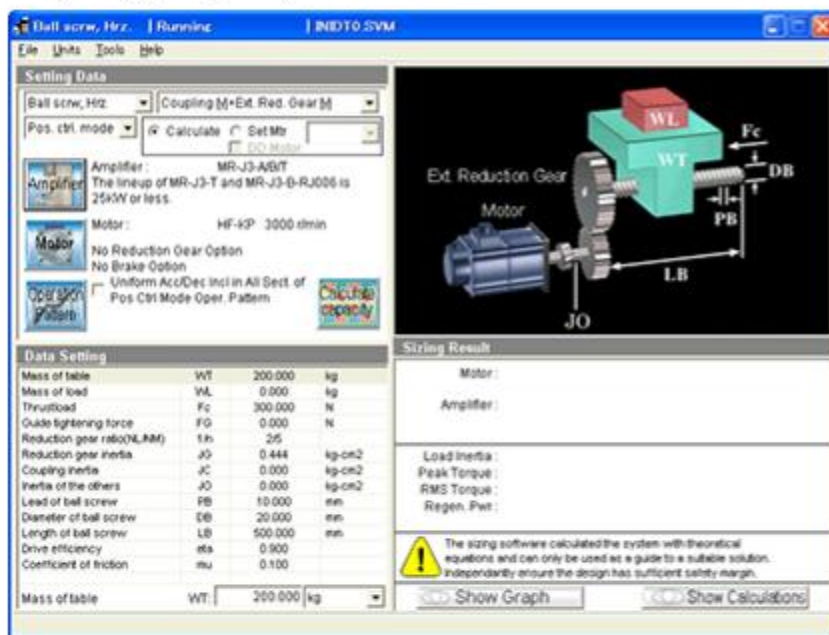 Ball scrw, Hrz. | Running | INIDT0.SVM
File Units Tools Help
Setting Data
Ball scrw, Hrz. Coupling M+Ext. Red. Gear M
Pos. ctrl. mode Calculate Set Mtr
DD Motor
Amplifier
Amplifier : MR-J3-A/B/T
The lineup of MR-J3-T and MR-J3-B-RJ006 is
25kW or less.
Motor
Motor : HF-KP 3000 r/min
No Reduction Gear Option
No Brake Option
Operation Pattern
Uniform Acc/Dec Incl in All Sect. of
Pos Ctrl Mode Oper. Pattern
Calculate capacity
WL
WT
Fc
DB
PB
LB
Ext. Reduction Gear
Motor
JO
Data Setting
Mass of table WT 200.000 kg
Mass of load WL 0.000 kg
Thrustload Fc 300.000 N
Guide tightening force FG 0.000 N
Reduction gear ratio(NL/NM) 1/n 2/5
Reduction gear inertia JG 0.444 kg-cm2
Coupling inertia JC 0.000 kg-cm2
Inertia of the others JO 0.000 kg-cm2
Lead of ball screw PB 10.000 mm
Diameter of ball screw DB 20.000 mm
Length of ball screw LB 500.000 mm
Drive efficiency eta 0.900
Coefficient of friction mu 0.100
Mass of table WT: 200.000 kg
Sizing Result
Motor :
Amplifier :
Load Inertia :
Peak Torque :
RMS Torque :
Regen. Pwr :
The sizing software calculated the system with theoretical
equations and can only be used as a guide to a suitable solution.
Independantly ensure the design has sufficent safety margin.
Show Graph Show Calculations